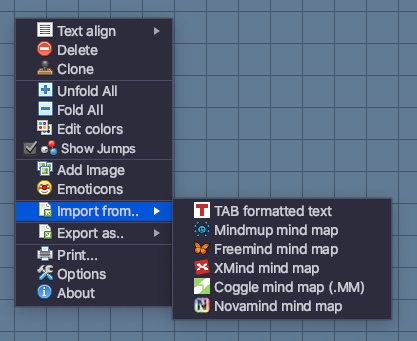 Text align
Delete
Clone
Unfold All
Fold All
Edit colors
Show Jumps
Add Image
Emoticons
Import from..
TAB formatted text
Mindmup mind map
Export as..
Freemind mind map
Print...
XMind mind map
Options
Coggle mind map (.MM)
About
Novamind mind map